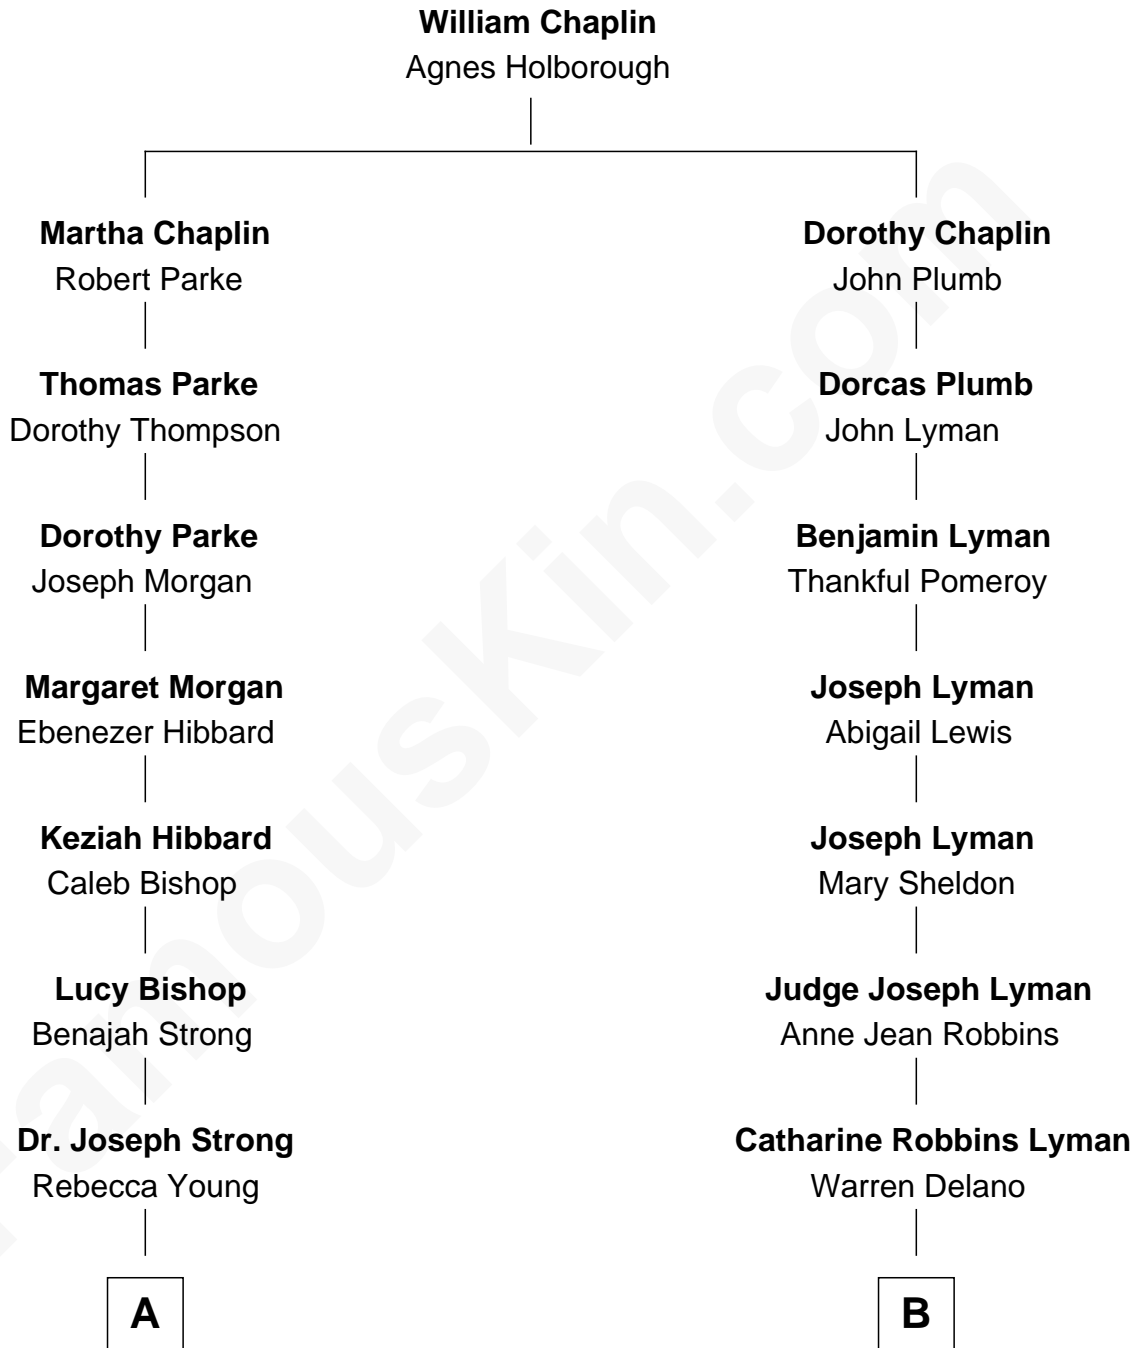 William Chaplin
Agnes Holborough
Martha Chaplin
Robert Parke
Dorothy Chaplin
John Plumb
Thomas Parke
Dorothy Thompson
Dorcas Plumb
John Lyman
Dorothy Parke
Joseph Morgan
Benjamin Lyman
Thankful Pomeroy
Margaret Morgan
Ebenezer Hibbard
Joseph Lyman
Abigail Lewis
Keziah Hibbard
Caleb Bishop
Joseph Lyman
Mary Sheldon
Lucy Bishop
Benajah Strong
Judge Joseph Lyman
Anne Jean Robbins
Dr. Joseph Strong
Rebecca Young
Catharine Robbins Lyman
Warren Delano
A
B
FamousKin.com